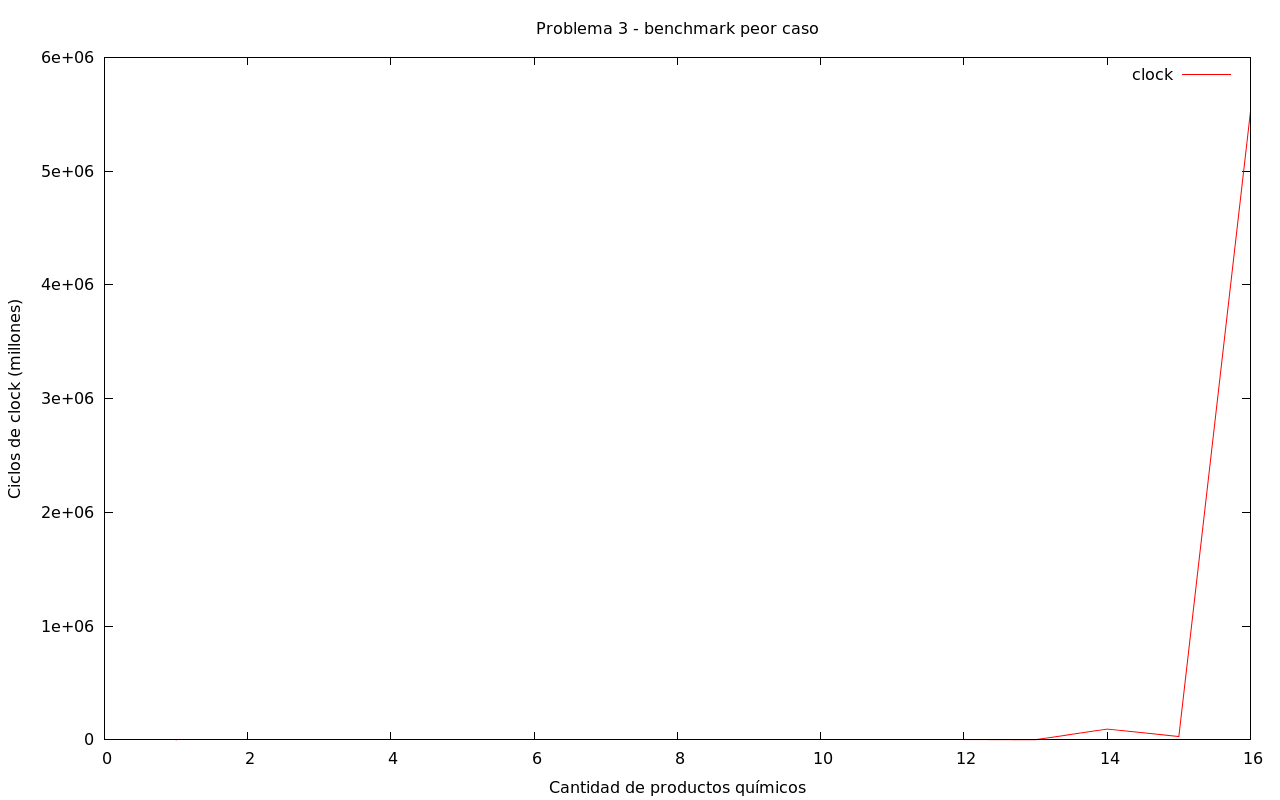 Problema 3 - benchmark peor caso
clock
6e+06
5e+06
4e+06
3e+06
2e+06
1e+06
0
Ciclos de clock (millones)
0 2 4 6 8 10 12 14 16
Cantidad de productos químicos